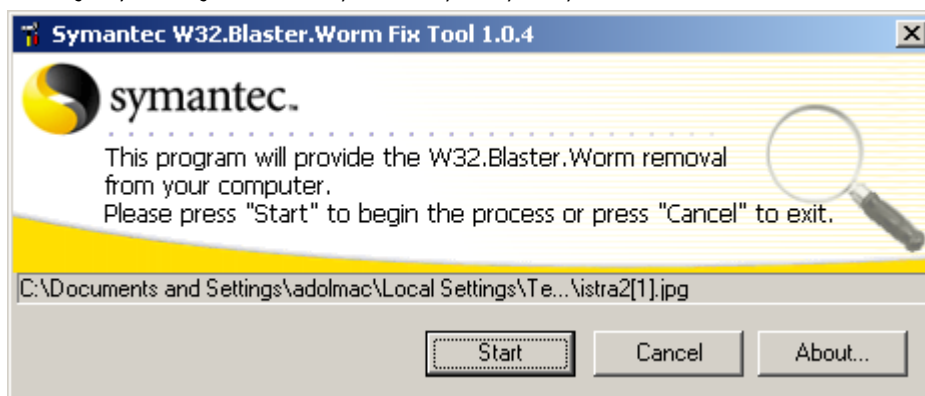 Symantec W32.Blaster.Worm Fix Tool 1.0.4
symantec.
This program will provide the W32.Blaster.Worm removal
from your computer.
Please press "Start" to begin the process or press "Cancel" to exit.
C:\Documents and Settings\adolmac\Local Settings\Te...\istra2[1].jpg
Start Cancel About...